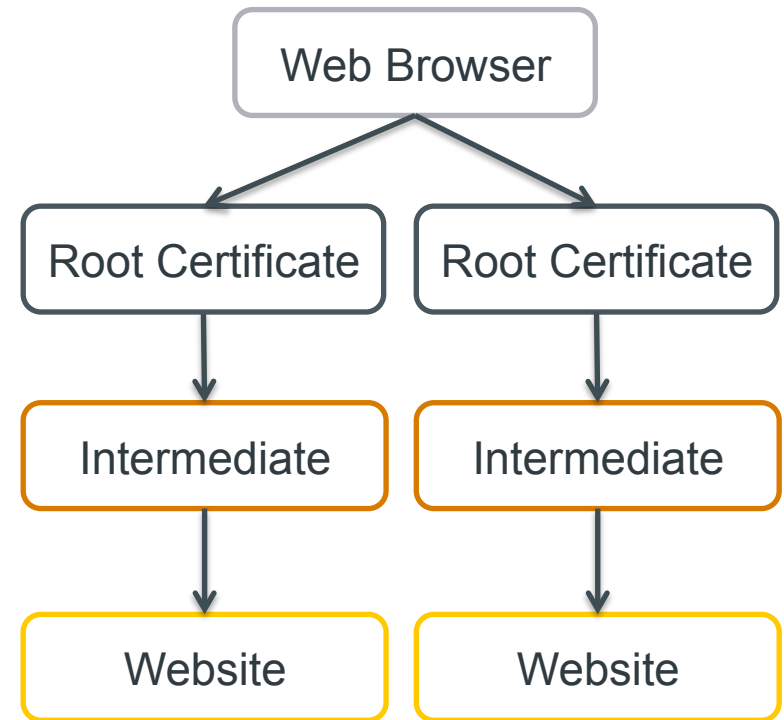 Web Browser
Root Certificate
Root Certificate
Intermediate
Intermediate
Website
Website